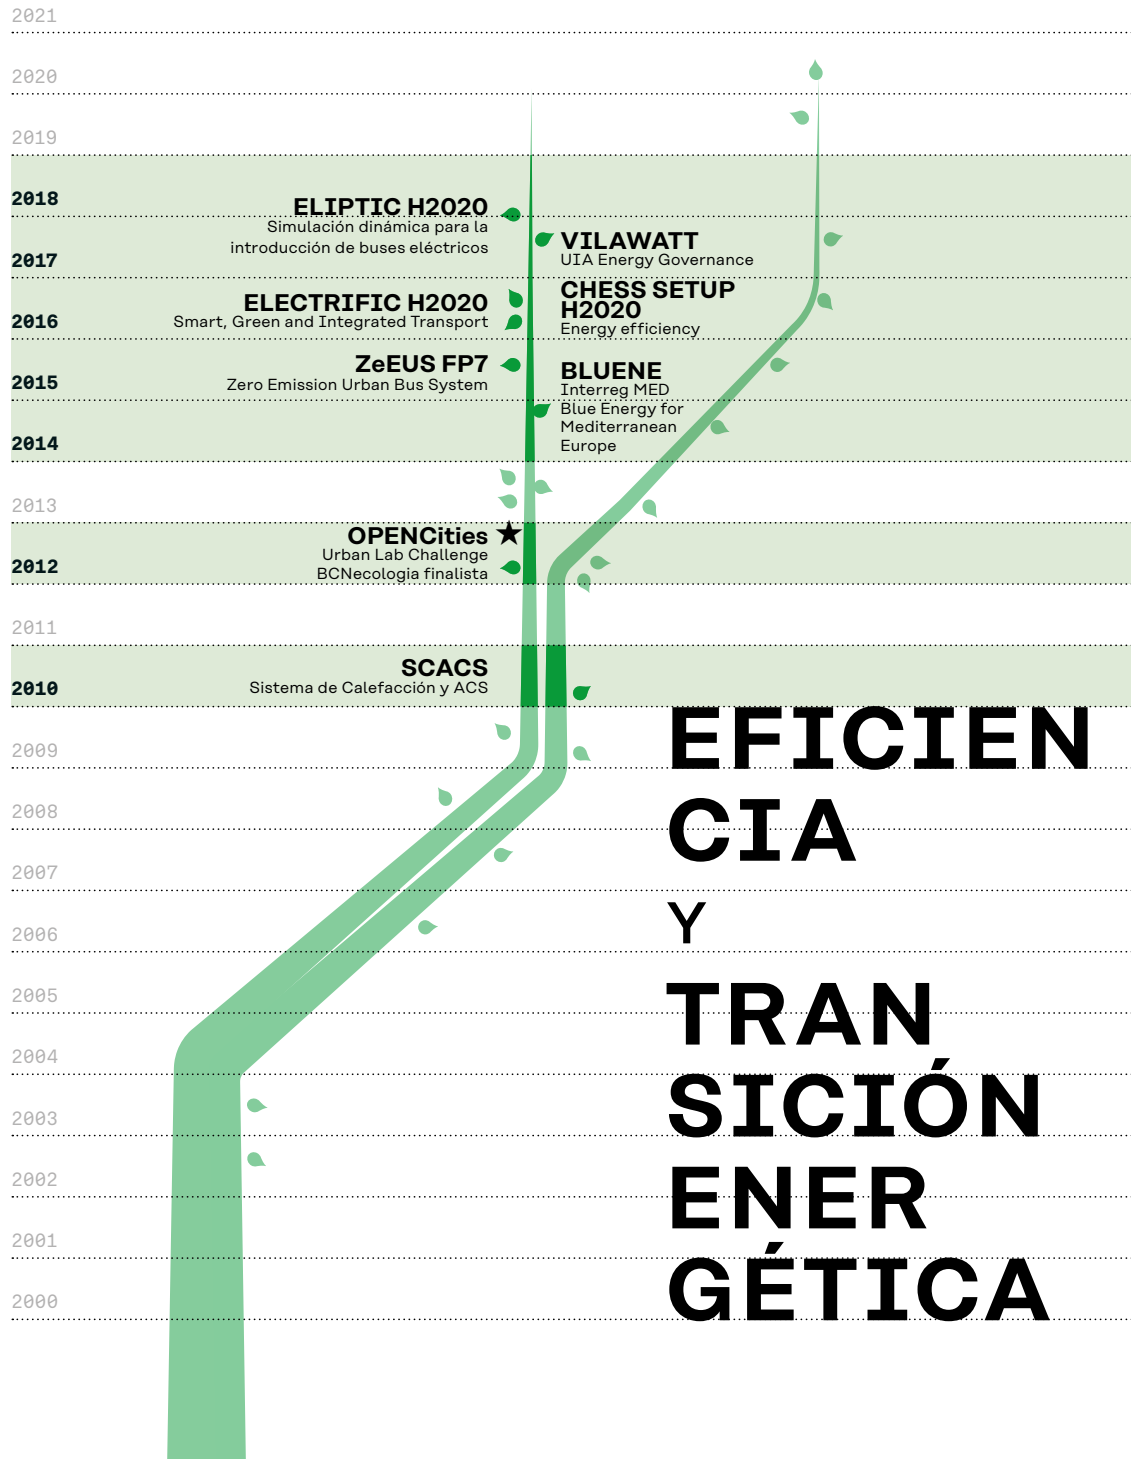 2021
2020
2019
2018
ELIPTIC H2020
Simulación dinámica para la
introducción de buses eléctricos
VILAWATT
UIA Energy Governance
2017
CHESS SETUP
H2020
Energy efficiency
ELECTRIFIC H2020
Smart, Green and Integrated Transport
2016
ZeEUS FP7
Zero Emission Urban Bus System
2015
BLUENE
Interreg MED
Blue Energy for
Mediterranean
Europe
2014
2013
OPENCities
Urban Lab Challenge
BCNecologia finalista
2012
2011
SCACS
Sistema de Calefacción y ACS
2010
2009
2008
2007
2006
2005
2004
2003
2002
2001
2000
EFICIEN
CIA
Y
TRAN
SICIÓN
ENER
GÉTICA